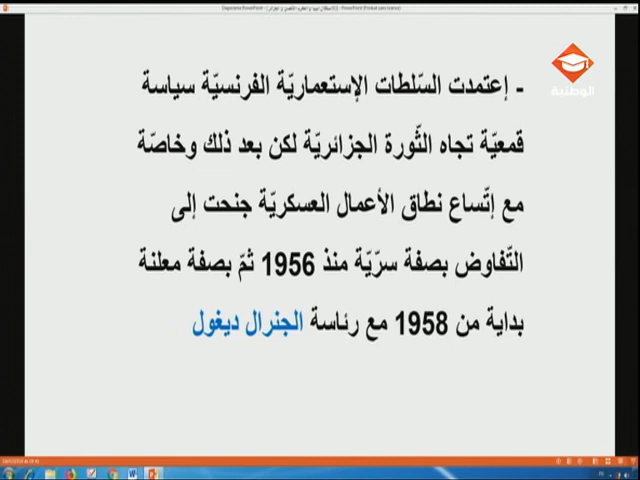 الوطنية
- إعتمدت السّلطات الإستعماريّة الفرنسيّة سياسة
قمعيّة تجاه الثّورة الجزائريّة لكن بعد ذلك وخاصّة
مع إتّساع نطاق الأعمال العسكريّة جنحت إلى
التّفاوض بصفة سرّيّة منذ 1956 ثمّ بصفة معلنة
بداية من 1958 مع رئاسة الجنرال ديغول